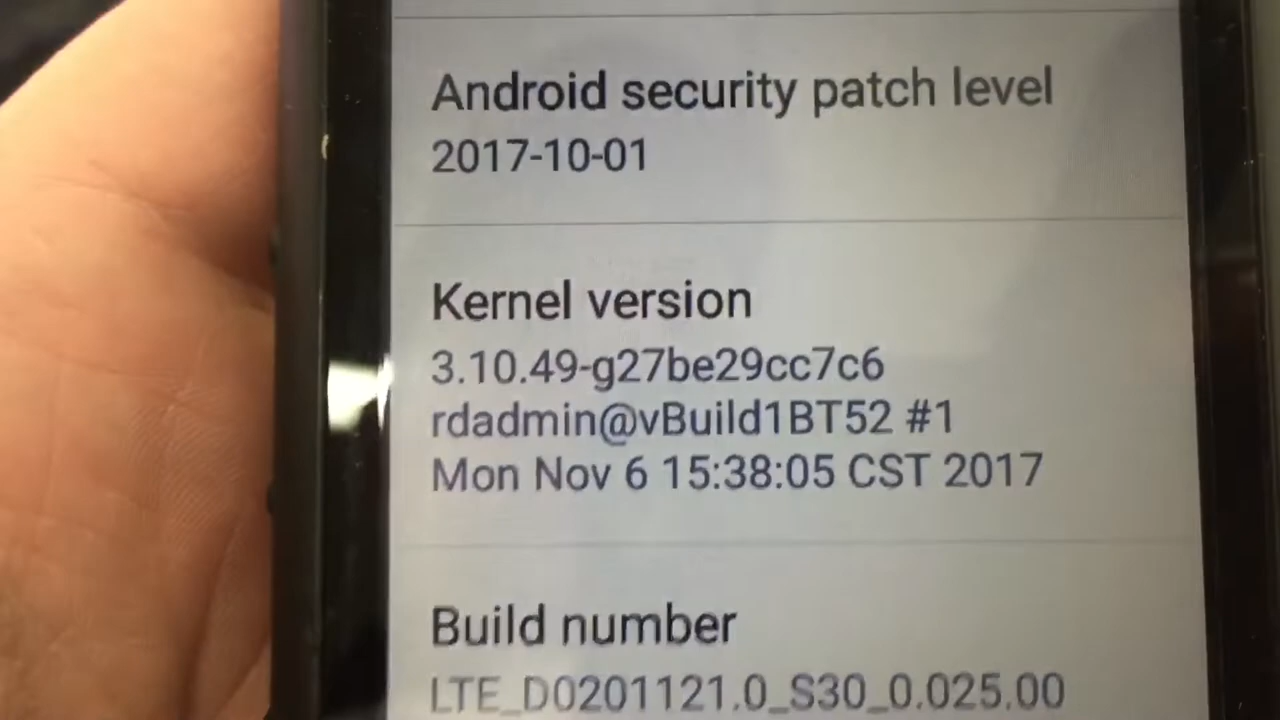 Android security patch level
2017-10-01
Kernel version
3.10.49-g27be29cc7c6
rdadmin@vBuild1BT52 #1
Mon Nov 6 15:38:05 CST 2017
Build number
LTE_D0201121.0_S30_0.025.00